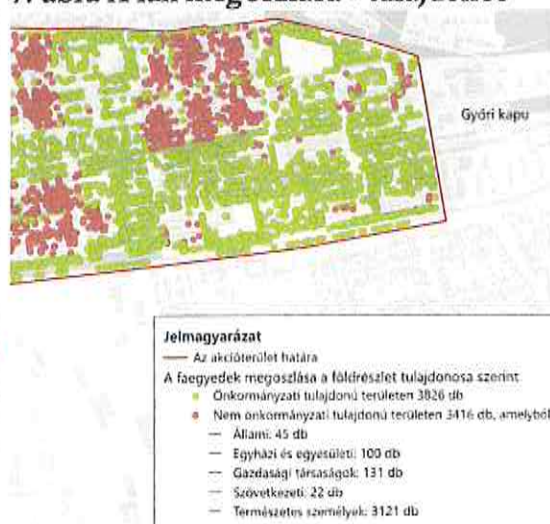 Győri kapu
Jelmagyarázat
Az akcióterület határa
A faegyedek megoszlása a földrészlet tulajdonosa szerint
Önkormányzati tulajdonú területen 3826 db
Nem önkormányzati tulajdonú területen 3416 db, amelyből
— Állami: 45 db
— Egyházi és egyesületi: 100 db
— Gazdasági társaságok: 131 db
— Szövetkezeti: 22 db
— Természetes személyek: 3121 db